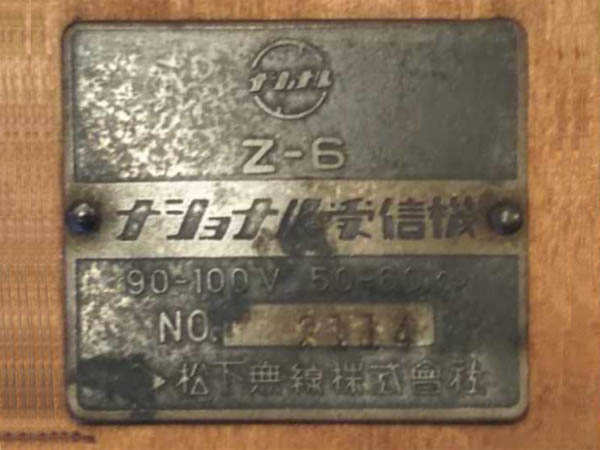 ナショナル
Z-6
ナショナル受信機
90-100V 50-60∿
NO.
松下無線株式會社